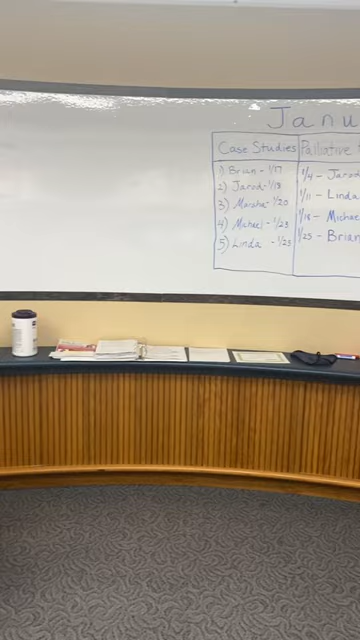 Janu
Case Studies
1) Brian - 1/17
2) Jarod - 1/18
3) Marsha - 1/20
4) Michael - 1/23
5) Linda - 1/25
Palliative
1/4 - Jarod
1/11 - Linda
1/18 - Michae
1/25 - Brian